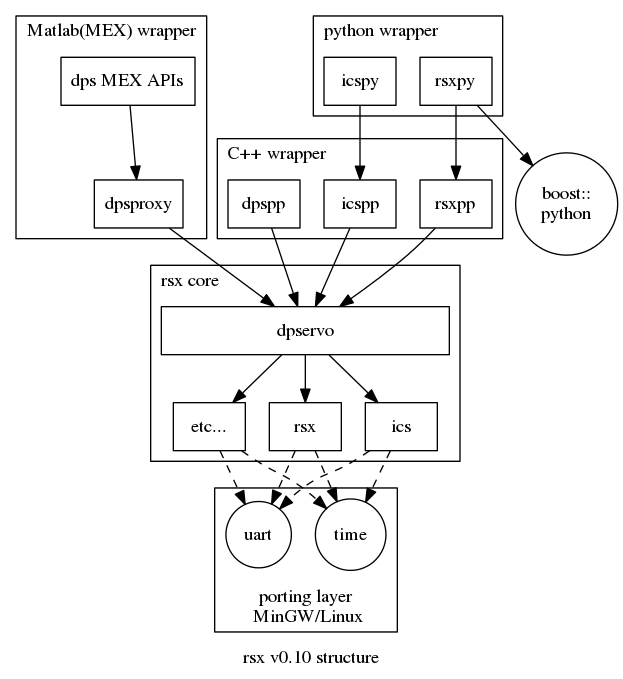 Matlab(MEX) wrapper
python wrapper
dps MEX APIs
icspy
rsxpy
C++ wrapper
dpsproxy
dpspp
icspp
rsxpp
boost::
python
rsx core
dpservo
etc...
rsx
ics
uart
time
porting layer
MinGW/Linux
rsx v0.10 structure